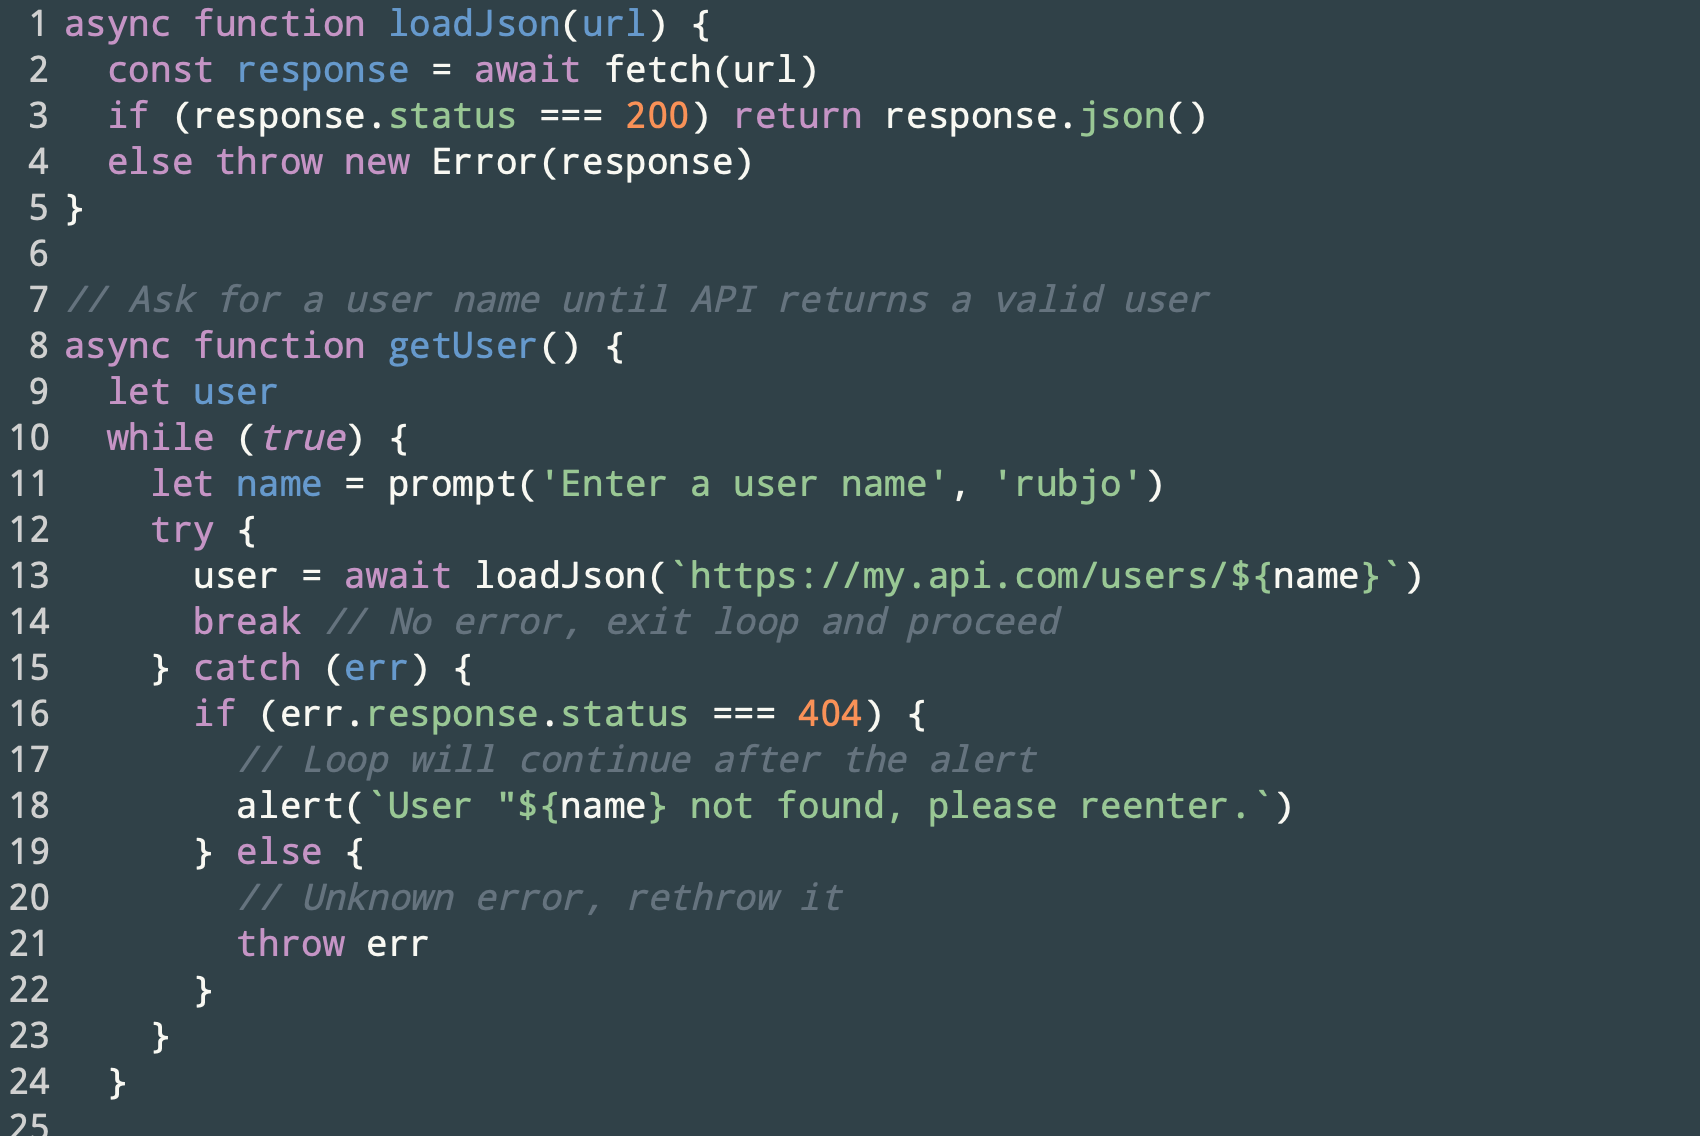 1 async function loadJson(url) {
2   const response = await fetch(url)
3   if (response.status === 200) return response.json()
4   else throw new Error(response)
5 }
6
7 // Ask for a user name until API returns a valid user
8 async function getUser() {
9   let user
10   while (true) {
11     let name = prompt('Enter a user name', 'rubjo')
12     try {
13       user = await loadJson(`https://my.api.com/users/${name}`)
14       break // No error, exit loop and proceed
15     } catch (err) {
16       if (err.response.status === 404) {
17         // Loop will continue after the alert
18         alert(`User "${name} not found, please reenter.`)
19       } else {
20         // Unknown error, rethrow it
21         throw err
22       }
23     }
24   }
25